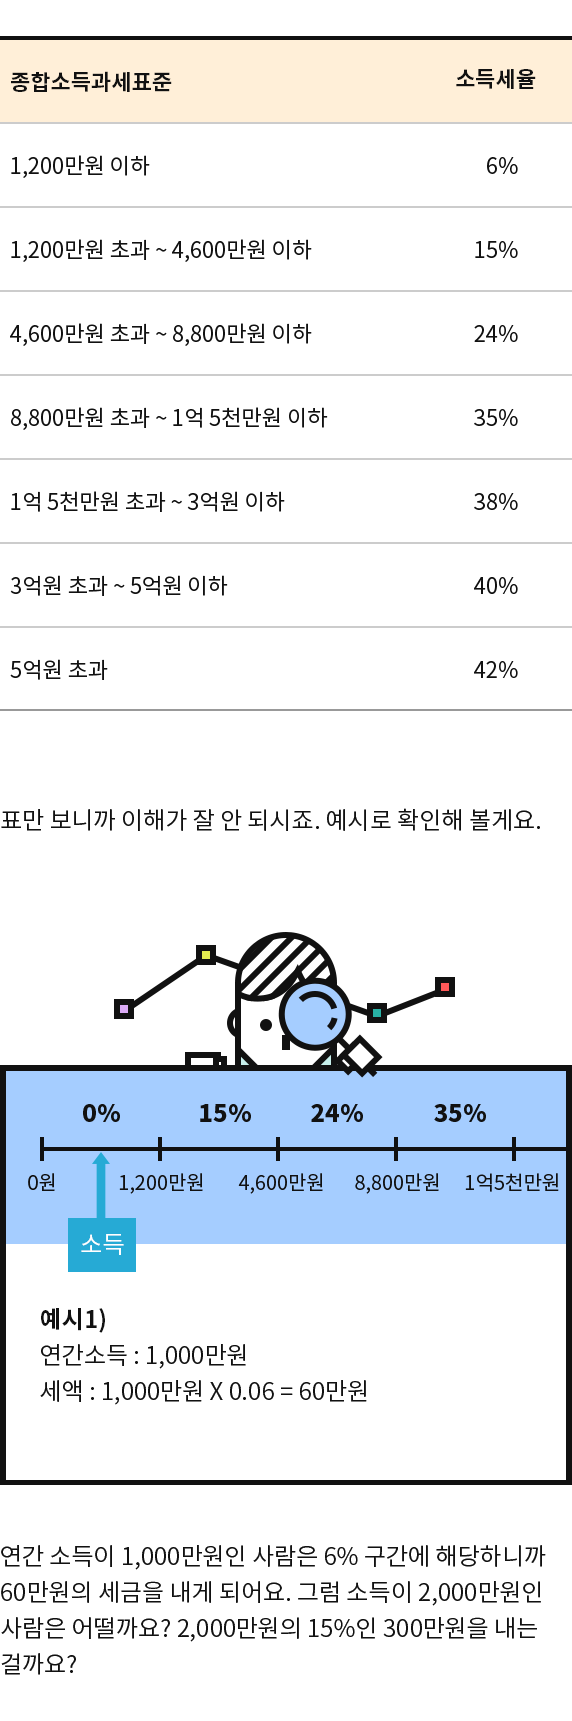 종합소득과세표준 소득세율
1,200만원 이하 6%
1,200만원 초과 ~ 4,600만원 이하 15%
4,600만원 초과 ~ 8,800만원 이하 24%
8,800만원 초과 ~ 1억 5천만원 이하 35%
1억 5천만원 초과 ~ 3억원 이하 38%
3억원 초과 ~ 5억원 이하 40%
5억원 초과 42%
표만 보니까 이해가 잘 안 되시죠. 예시로 확인해 볼게요.
0% 15% 24% 35%
0원 1,200만원 4,600만원 8,800만원 1억5천만원
소득
예시1)
연간소득 : 1,000만원
세액 : 1,000만원 X 0.06 = 60만원
연간 소득이 1,000만원인 사람은 6% 구간에 해당하니까
60만원의 세금을 내게 되어요. 그럼 소득이 2,000만원인
사람은 어떨까요? 2,000만원의 15%인 300만원을 내는
걸까요?